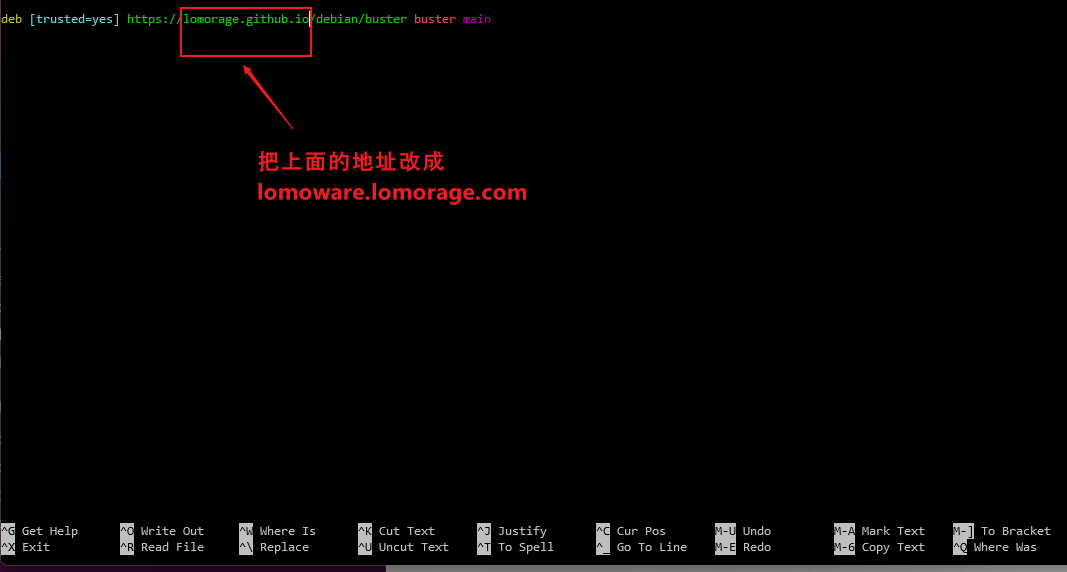 deb [trusted=yes] https://lomorage.github.io/debian/buster buster main
把上面的地址改成
lomoware.lomorage.com
^G Get Help ^O Write Out ^W Where Is ^K Cut Text ^J Justify ^C Cur Pos M-U Undo M-A Mark Text M-] To Bracket
^X Exit ^R Read File ^\ Replace ^U Uncut Text ^T To Spell ^_ Go To Line M-E Redo M-6 Copy Text ^Q Where Was